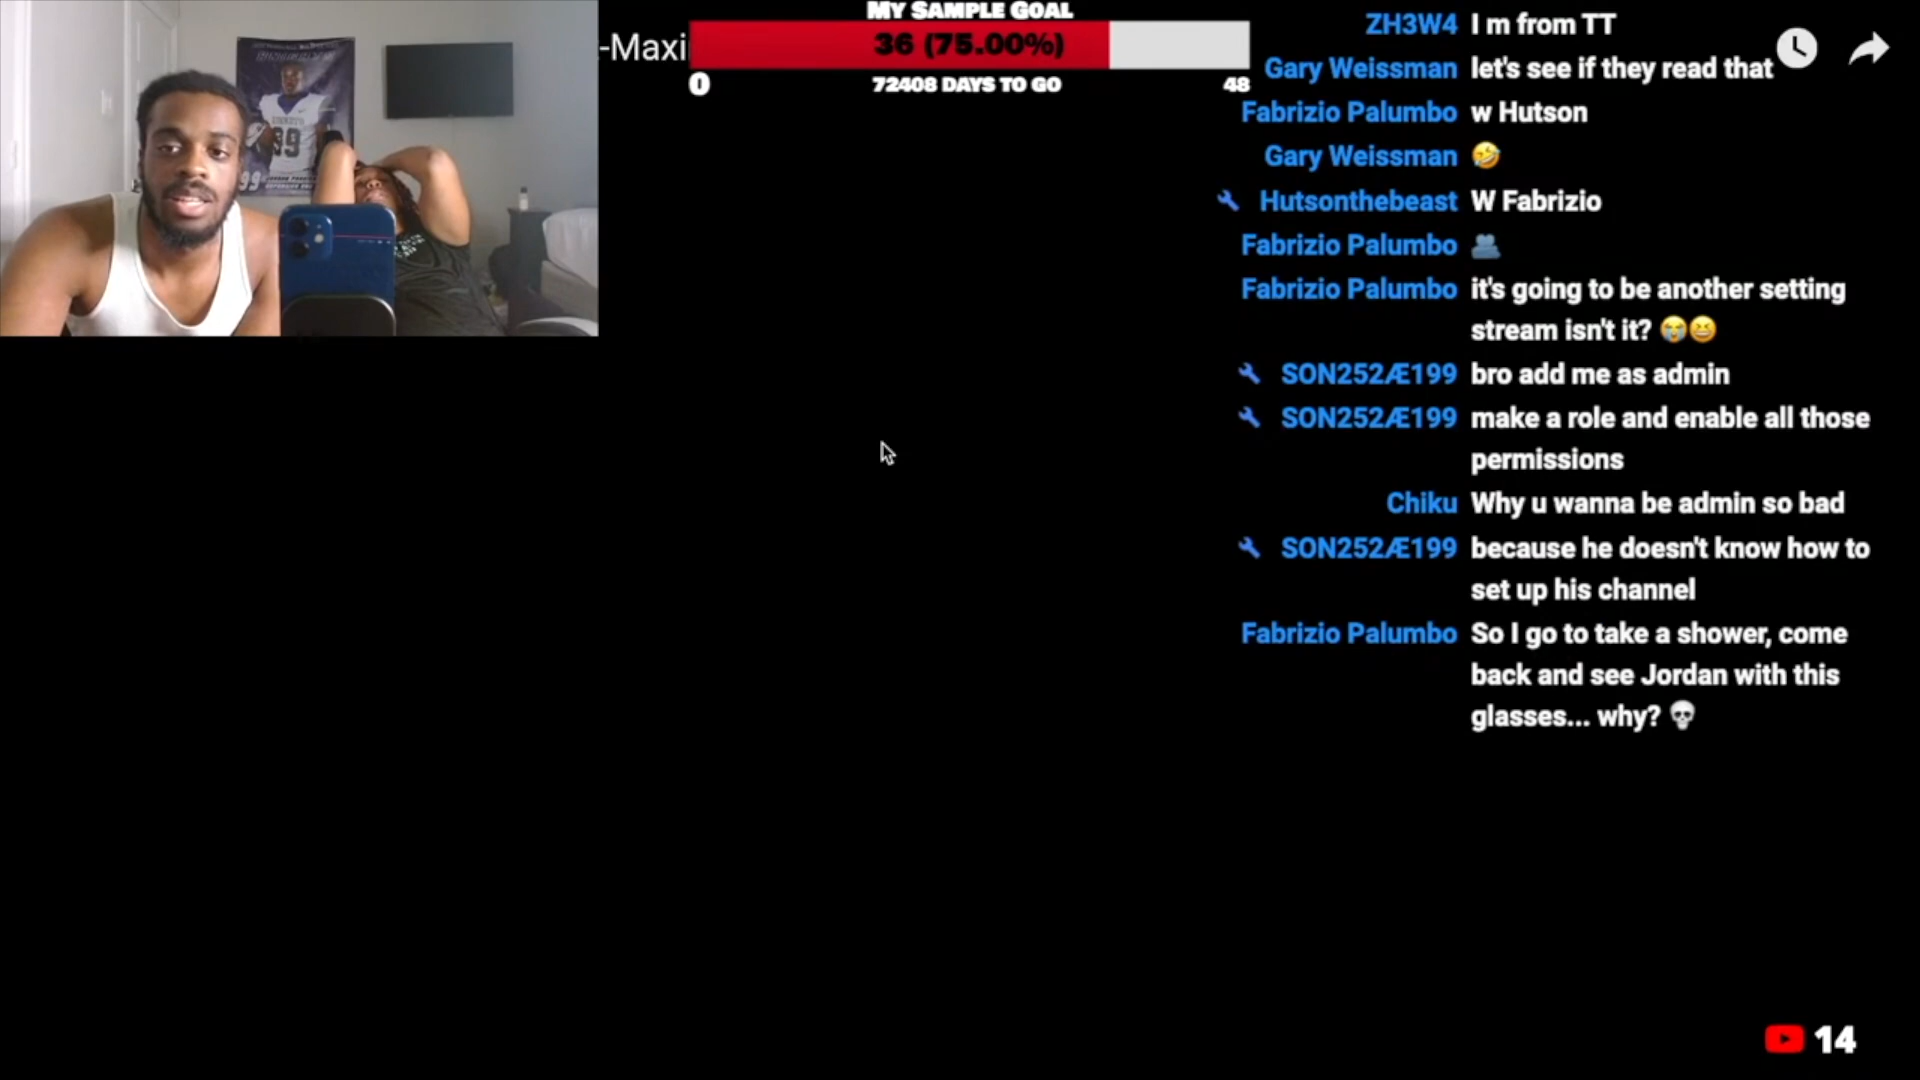 -Maxi
MY SAMPLE GOAL
36 (75.00%)
0
72408 DAYS TO GO
48
ZH3W4 I m from TT
Gary Weissman let's see if they read that
Fabrizio Palumbo w Hutson
Gary Weissman 🤣
Hutsonthebeast W Fabrizio
Fabrizio Palumbo 🫂
Fabrizio Palumbo it's going to be another setting
stream isn't it? 😭😆
SON252Æ199 bro add me as admin
SON252Æ199 make a role and enable all those
permissions
Chiku Why u wanna be admin so bad
SON252Æ199 because he doesn't know how to
set up his channel
Fabrizio Palumbo So I go to take a shower, come
back and see Jordan with this
glasses... why? 💀
99
99
14